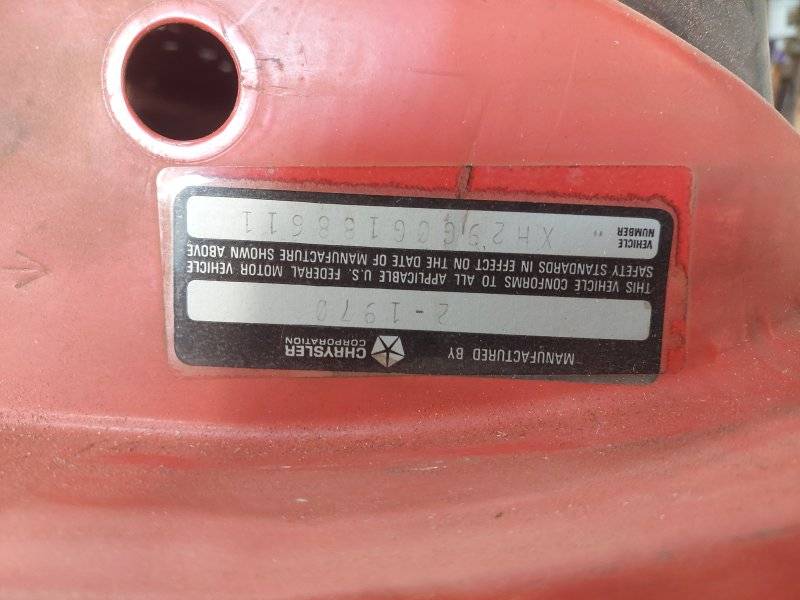 MANUFACTURED BY CHRYSLER
CORPORATION
2-1970
THIS VEHICLE CONFORMS TO ALL APPLICABLE U.S. FEDERAL MOTOR VEHICLE
SAFETY STANDARDS IN EFFECT ON THE DATE OF MANUFACTURE SHOWN ABOVE
VEHICLE
NUMBER XH29G0G188611